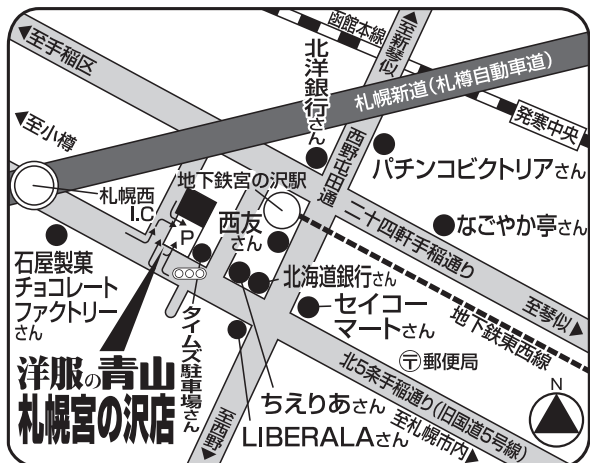 至手稲区
函館本線
至新琴似
北洋銀行さん
札幌新道(札樽自動車道)
至小樽
発寒中央
西野屯田通
パチンコビクトリアさん
札幌西
I.C
地下鉄宮の沢駅
P
西友
さん
二十四軒手稲通り
なごやか亭さん
石屋製菓
チョコレート
ファクトリー
さん
北海道銀行さん
セイコー
マートさん
至琴似
地下鉄東西線
タイムズ駐車場さん
〒郵便局
洋服の青山
札幌宮の沢店
ちえりあさん
北5条手稲通り(旧国道5号線)
N
LIBERALAさん
至西野
至札幌市内